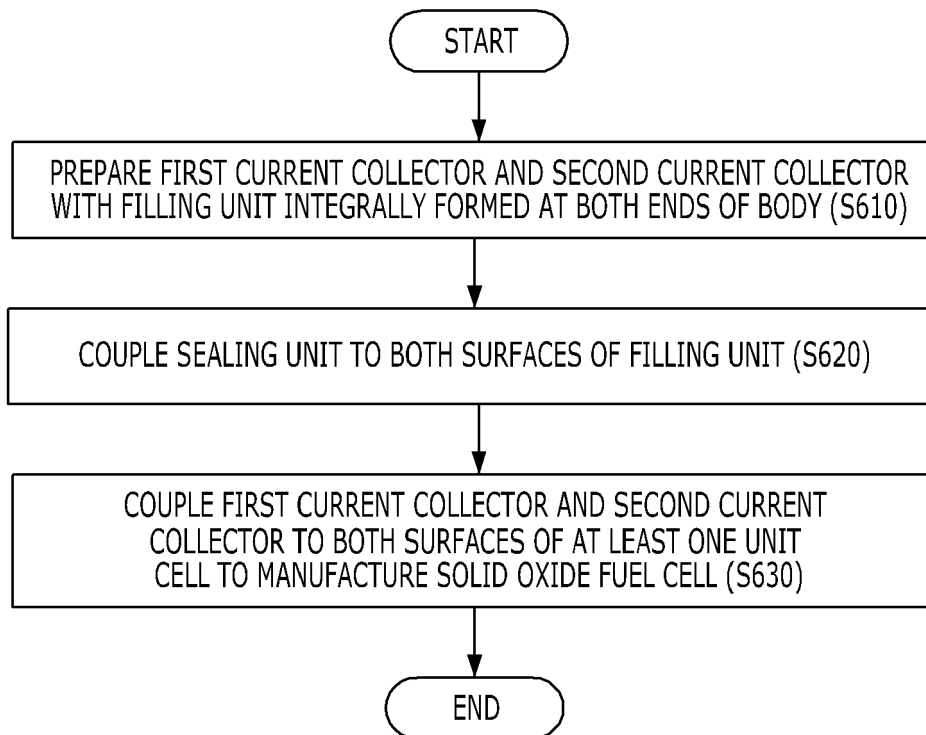 START
PREPARE FIRST CURRENT COLLECTOR AND SECOND CURRENT COLLECTOR
WITH FILLING UNIT INTEGRALLY FORMED AT BOTH ENDS OF BODY (S610)
COUPLE SEALING UNIT TO BOTH SURFACES OF FILLING UNIT (S620)
COUPLE FIRST CURRENT COLLECTOR AND SECOND CURRENT
COLLECTOR TO BOTH SURFACES OF AT LEAST ONE UNIT
CELL TO MANUFACTURE SOLID OXIDE FUEL CELL (S630)
END